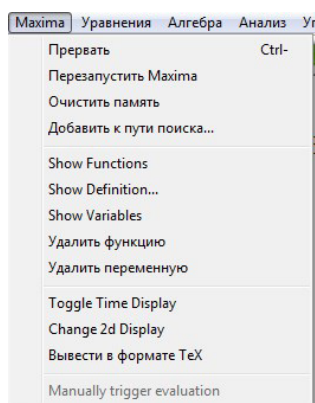 Maxima Уравнения Алгебра Анализ
Прервать Ctrl-
Перезапустить Maxima
Очистить память
Добавить к пути поиска...
Show Functions
Show Definition...
Show Variables
Удалить функцию
Удалить переменную
Toggle Time Display
Change 2d Display
Вывести в формате TeX
Manually trigger evaluation